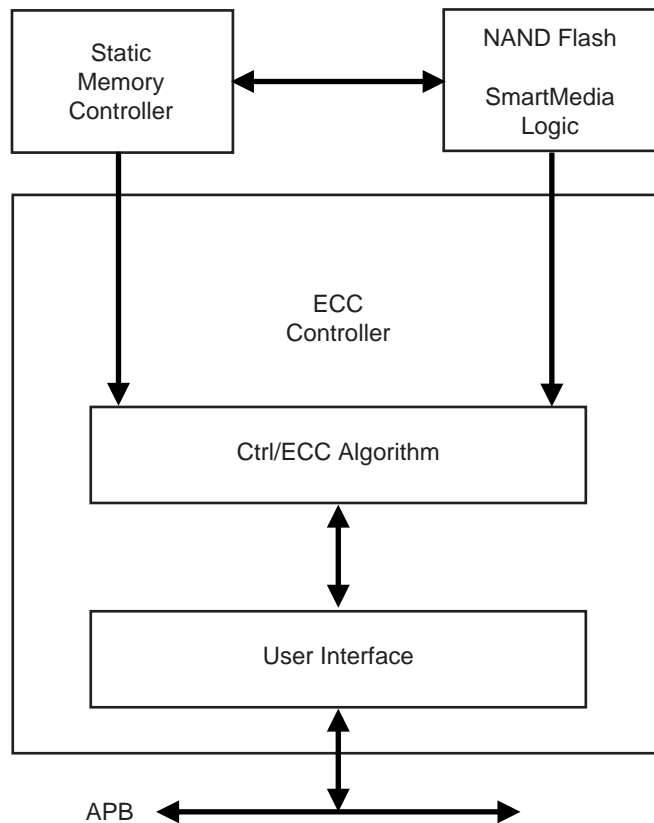 Static
Memory
Controller
NAND Flash
SmartMedia
Logic
ECC
Controller
Ctrl/ECC Algorithm
User Interface
APB